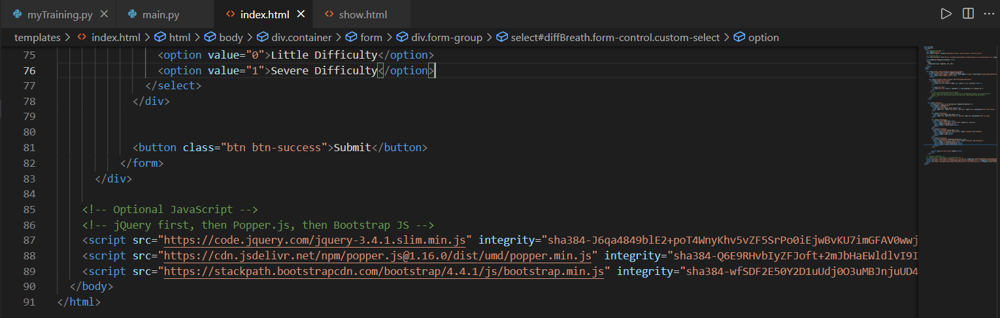 myTraining.py main.py index.html show.html
templates > index.html > html > body > div.container > form > div.form-group > select#diffBreath.form-control.custom-select > option
75 <option value="0">Little Difficulty</option>
76 <option value="1">Severe Difficulty</option>
77 </select>
78 </div>
79
80
81 <button class="btn btn-success">Submit</button>
82 </form>
83 </div>
84
85 <!-- Optional JavaScript -->
86 <!-- jQuery first, then Popper.js, then Bootstrap JS -->
87 <script src="https://code.jquery.com/jquery-3.4.1.slim.min.js" integrity="sha384-J6qa4849blE2+poT4WnyKhv5vZF5SrPo0iEjwBvKU7imGFAV0wwj
88 <script src="https://cdn.jsdelivr.net/npm/popper.js@1.16.0/dist/umd/popper.min.js" integrity="sha384-Q6E9RHvbIyZFJoft+2mJbHaEWldlvI9I
89 <script src="https://stackpath.bootstrapcdn.com/bootstrap/4.4.1/js/bootstrap.min.js" integrity="sha384-wfSDF2E50Y2D1uUdj0O3uMBJnjuUD4
90 </body>
91 </html>